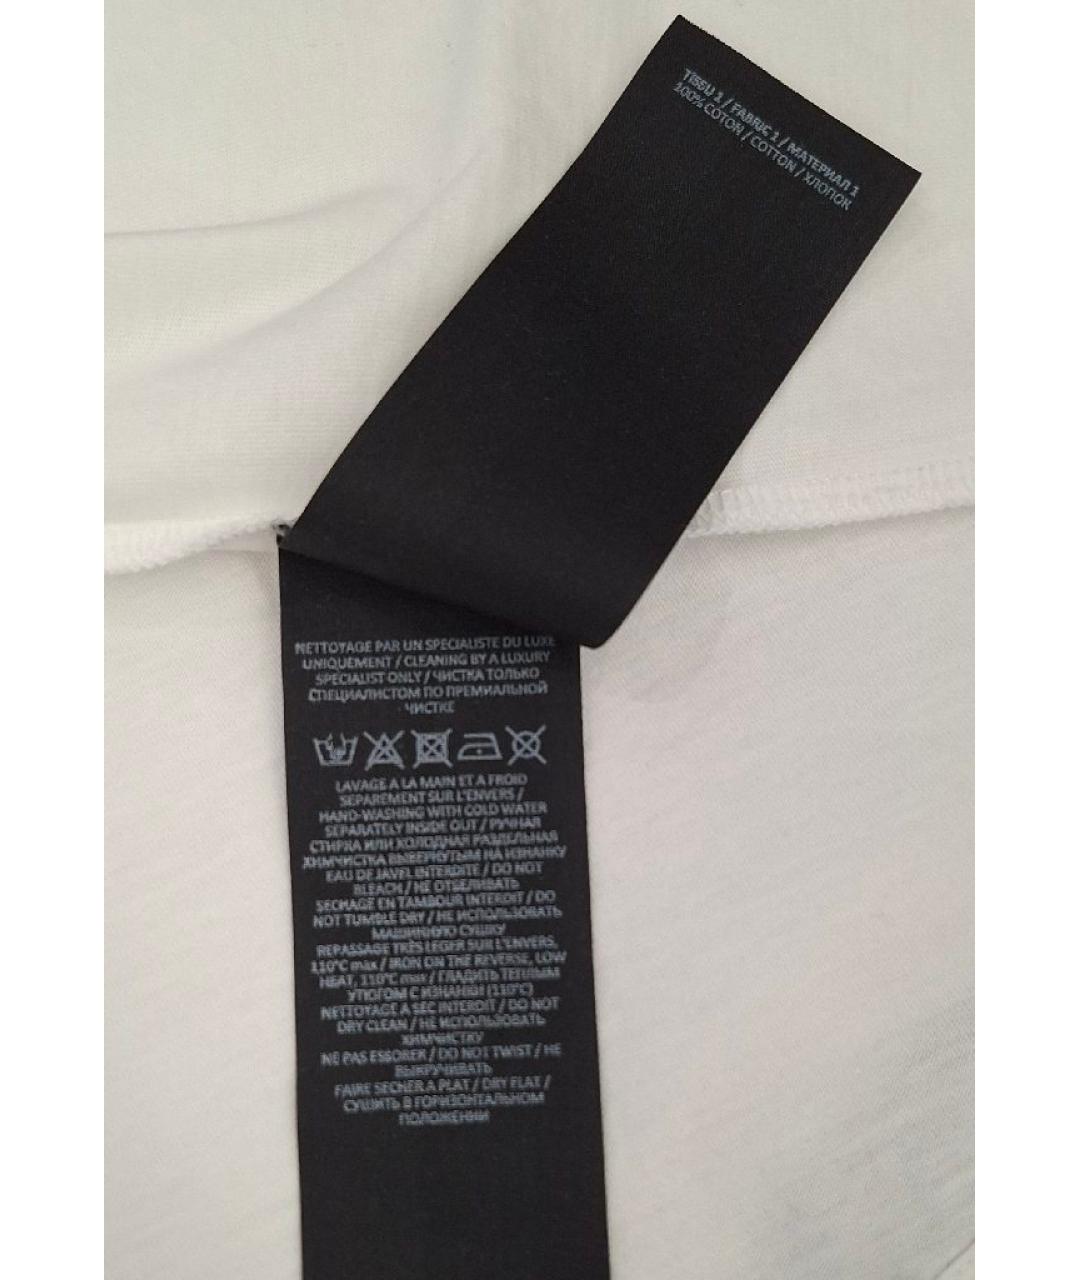 TISSU 1 / FABRIC 1 / МАТЕРИАЛ 1
100% COTON / COTTON / ХЛОПОК
NETTOYAGE PAR UN SPECIALISTE DU LUXE
UNIQUEMENT / CLEANING BY A LUXURY
SPECIALIST ONLY / ЧИСТКА ТОЛЬКО
СПЕЦИАЛИСТОМ ПО ПРЕМИАЛЬНОЙ
ЧИСТКЕ
LAVAGE A LA MAIN ET A FROID
SEPAREMENT SUR L'ENVERS /
HAND-WASHING WITH COLD WATER
SEPARATELY INSIDE OUT / РУЧНАЯ
СТИРКА ИЛИ ХОЛОДНАЯ РАЗДЕЛЬНАЯ
ХИМЧИСТКА ВЫВЕРНУТЫМ НА ИЗНАНКУ
EAU DE JAVEL INTERDITE / DO NOT
BLEACH / НЕ ОТБЕЛИВАТЬ
SECHAGE EN TAMBOUR INTERDIT / DO
NOT TUMBLE DRY / НЕ ИСПОЛЬЗОВАТЬ
МАШИННУЮ СУШКУ
REPASSAGE TRÈS LEGER SUR L'ENVERS,
110°C max / IRON ON THE REVERSE, LOW
HEAT, 110°C max / ГЛАДИТЬ ТЕПЛЫМ
УТЮГОМ С ИЗНАНКИ (110°C)
NETTOYAGE A SEC INTERDIT / DO NOT
DRY CLEAN / НЕ ИСПОЛЬЗОВАТЬ
ХИМЧИСТКУ
NE PAS ESSORER / DO NOT TWIST / НЕ
ВЫКРУЧИВАТЬ
FAIRE SECHER A PLAT / DRY FLAT /
СУШИТЬ В ГОРИЗОНТАЛЬНОМ
ПОЛОЖЕНИИ